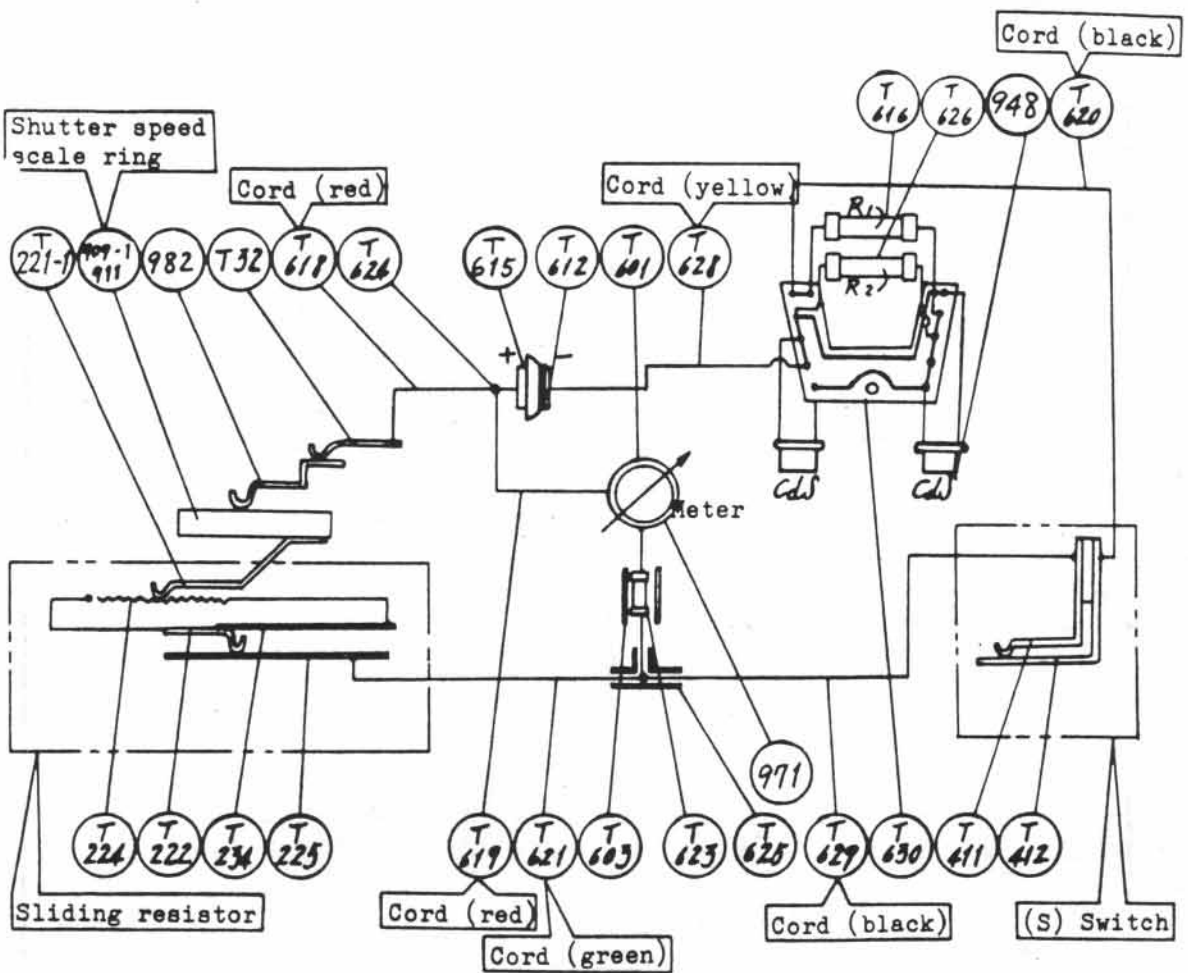 Cord (black)
T
616
T
626
948
T
620
Shutter speed
scale ring
Cord (red)
Cord (yellow)
T
221-1
909-1
911
982
T32
T
618
T
624
T
615
T
612
T
601
T
628
R1
R2
+
-
CdS
CdS
Meter
971
T
224
T
222
T
234
T
225
T
619
T
621
T
603
T
623
T
625
T
629
T
630
T
411
T
412
Sliding resistor
Cord (red)
Cord (green)
Cord (black)
(S) Switch